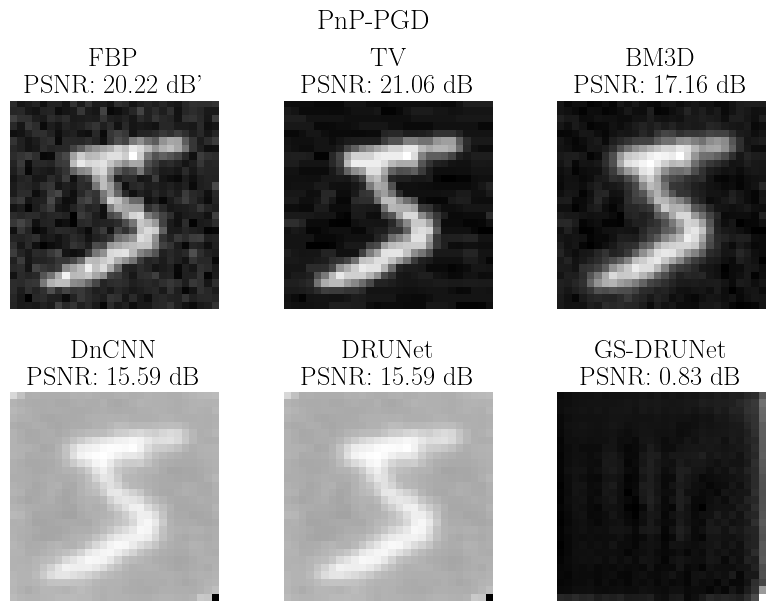 PnP-PGD
FBP
PSNR: 20.22 dB'
TV
PSNR: 21.06 dB
BM3D
PSNR: 17.16 dB
DnCNN
PSNR: 15.59 dB
DRUNet
PSNR: 15.59 dB
GS-DRUNet
PSNR: 0.83 dB